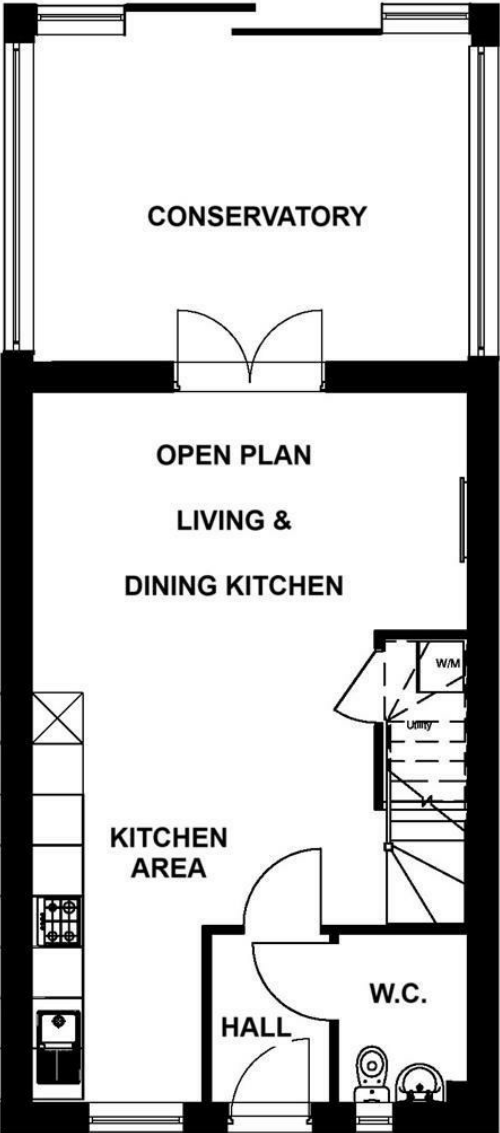 CONSERVATORY
OPEN PLAN
LIVING &
DINING KITCHEN
W/M
Utility
KITCHEN
AREA
W.C.
HALL